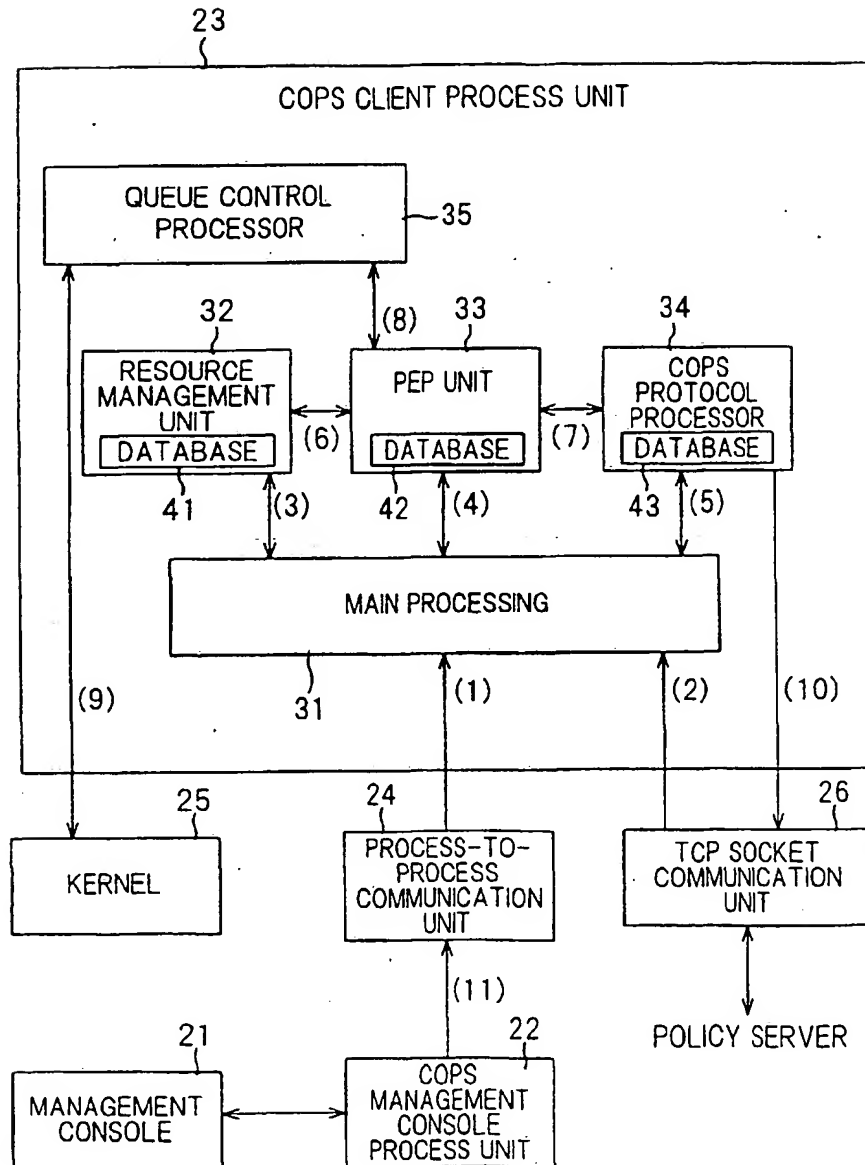 23
COPS CLIENT PROCESS UNIT
QUEUE CONTROL
PROCESSOR
35
32
(8)
33
34
RESOURCE
MANAGEMENT
UNIT
DATABASE
(6)
PEP UNIT
DATABASE
(7)
COPS
PROTOCOL
PROCESSOR
DATABASE
41
(3)
42
(4)
43
(5)
MAIN PROCESSING
(9)
31
(1)
(2)
(10)
25
24
26
KERNEL
PROCESS-TO-
PROCESS
COMMUNICATION
UNIT
TCP SOCKET
COMMUNICATION
UNIT
(11)
21
22
POLICY SERVER
MANAGEMENT
CONSOLE
COPS
MANAGEMENT
CONSOLE
PROCESS UNIT